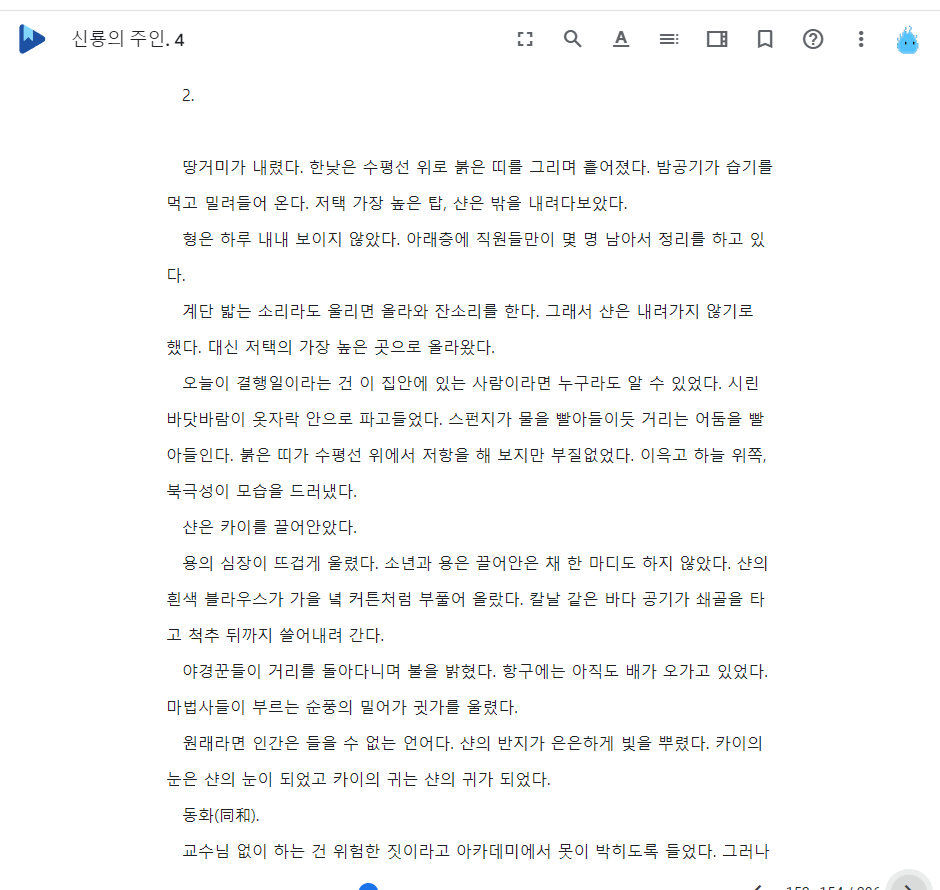 신룡의 주인. 4
2.
땅거미가 내렸다. 한낮은 수평선 위로 붉은 띠를 그리며 흩어졌다. 밤공기가 습기를
먹고 밀려들어 온다. 저택 가장 높은 탑, 샨은 밖을 내려다보았다.
형은 하루 내내 보이지 않았다. 아래층에 직원들만이 몇 명 남아서 정리를 하고 있
다.
계단 밟는 소리라도 울리면 올라와 잔소리를 한다. 그래서 샨은 내려가지 않기로
했다. 대신 저택의 가장 높은 곳으로 올라왔다.
오늘이 결행일이라는 건 이 집안에 있는 사람이라면 누구라도 알 수 있었다. 시린
바닷바람이 옷자락 안으로 파고들었다. 스펀지가 물을 빨아들이듯 거리는 어둠을 빨
아들인다. 붉은 띠가 수평선 위에서 저항을 해 보지만 부질없었다. 이윽고 하늘 위쪽,
북극성이 모습을 드러냈다.
샨은 카이를 끌어안았다.
용의 심장이 뜨겁게 울렸다. 소년과 용은 끌어안은 채 한 마디도 하지 않았다. 샨의
흰색 블라우스가 가을 녘 커튼처럼 부풀어 올랐다. 칼날 같은 바다 공기가 쇄골을 타
고 척추 뒤까지 쓸어내려 간다.
야경꾼들이 거리를 돌아다니며 불을 밝혔다. 항구에는 아직도 배가 오가고 있었다.
마법사들이 부르는 순풍의 밀어가 귓가를 울렸다.
원래라면 인간은 들을 수 없는 언어다. 샨의 반지가 은은하게 빛을 뿌렸다. 카이의
눈은 샨의 눈이 되었고 카이의 귀는 샨의 귀가 되었다.
동화(同和).
교수님 없이 하는 건 위험한 짓이라고 아카데미에서 못이 박히도록 들었다. 그러나